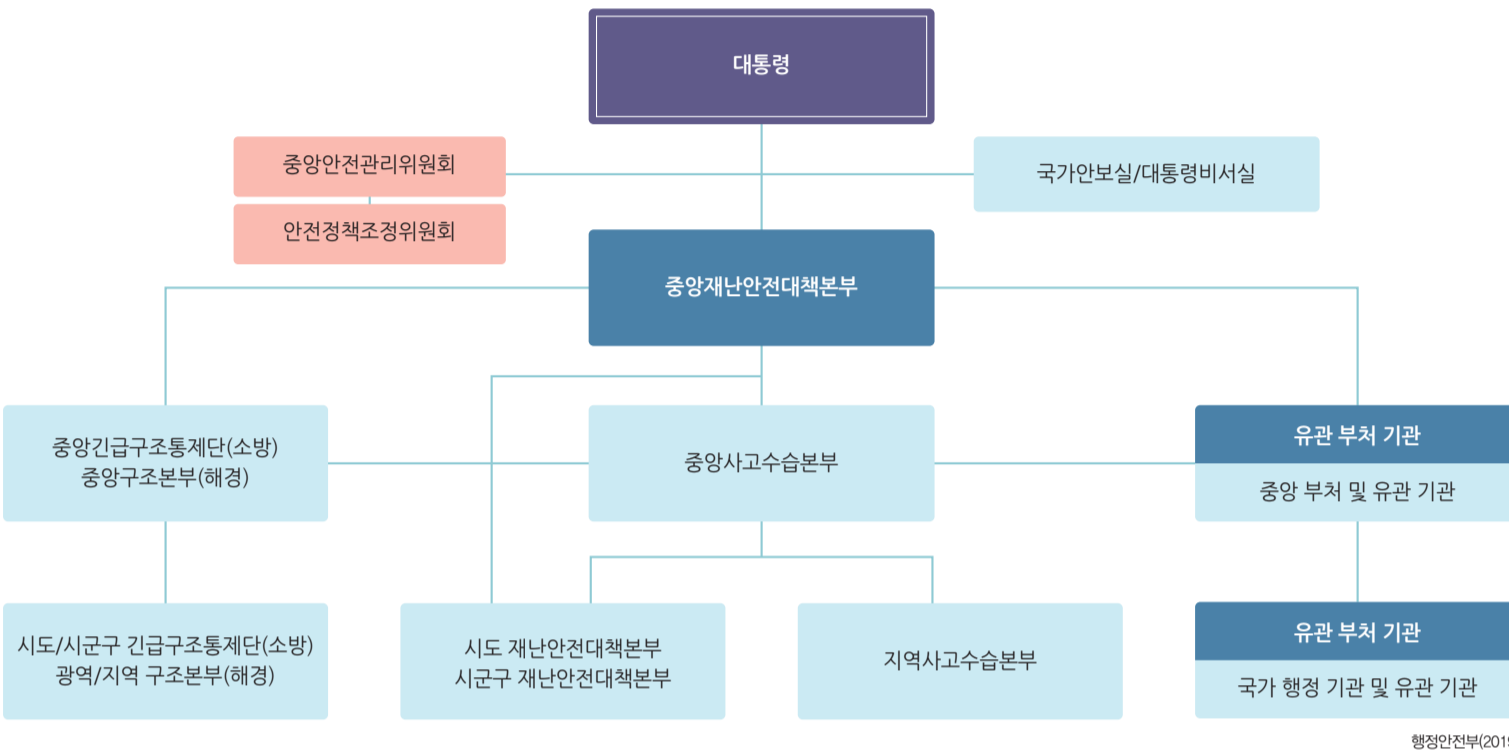 대통령
중앙안전관리위원회
국가안보실/대통령비서실
안전정책조정위원회
중앙재난안전대책본부
중앙긴급구조통제단(소방)
중앙구조본부(해경)
중앙사고수습본부
유관 부처 기관
중앙 부처 및 유관 기관
시도/시군구 긴급구조통제단(소방)
광역/지역 구조본부(해경)
시도 재난안전대책본부
시군구 재난안전대책본부
지역사고수습본부
유관 부처 기관
국가 행정 기관 및 유관 기관
행정안전부(2019